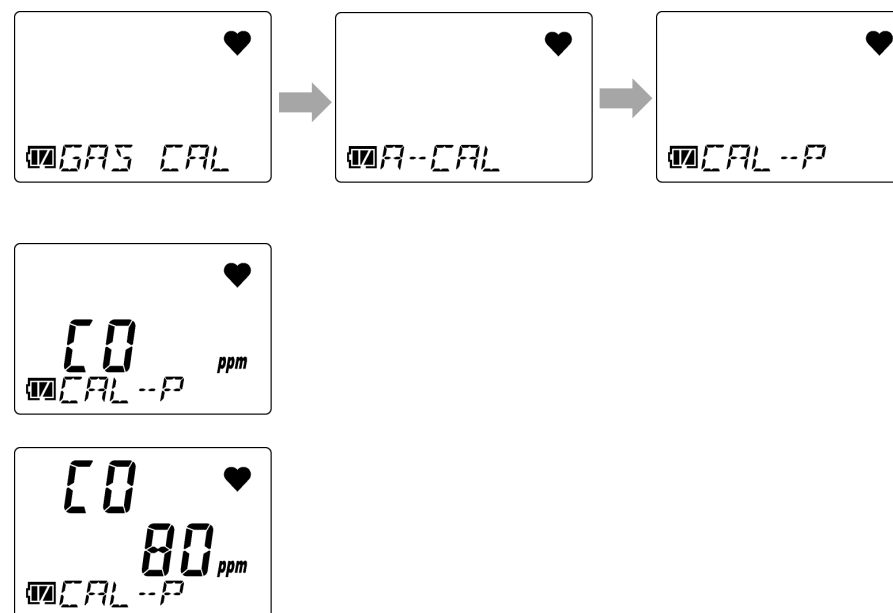 GAS CAL
A--CAL
CAL--P
CO
ppm
CAL--P
CO
80 ppm
CAL--P